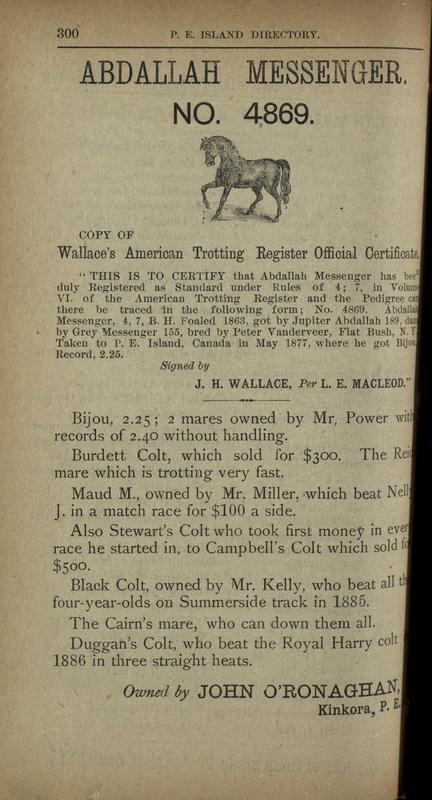 300 P. E. ISLAND DIRECTORY.
ABDALLAH MESSENGER.
NO. 4869.
COPY OF
Wallace's American Trotting Register Official Certificate.
"THIS IS TO CERTIFY that Abdallah Messenger has bee
duly Registered as Standard under Rules of 4; 7, in Volume
VI. of the American Trotting Register and the Pedigree can
there be traced in the following form; No. 4869. Abdallah
Messenger, 4, 7, B. H. Foaled 1863, got by Jupiter Abdallah 189, dam
by Grey Messenger 155, bred by Peter Vanderveer, Flat Bush, N. Y.
Taken to P. E. Island, Canada in May 1877, where he got Bijou,
Record, 2.25.
Signed by
J. H. WALLACE, Per L. E. MACLEOD."
Bijou, 2.25; 2 mares owned by Mr, Power with
records of 2.40 without handling.
Burdett Colt, which sold for $300. The Rei
mare which is trotting very fast.
Maud M., owned by Mr. Miller, which beat Nell
J. in a match race for $100 a side.
Also Stewart's Colt who took first money in ever
race he started in, to Campbell's Colt which sold fo
$500.
Black Colt, owned by Mr. Kelly, who beat all th
four-year-olds on Summerside track in 1885.
The Cairn's mare, who can down them all.
Duggan's Colt, who beat the Royal Harry colt
1886 in three straight heats.
Owned by JOHN O'RONAGHAN,
Kinkora, P. E.